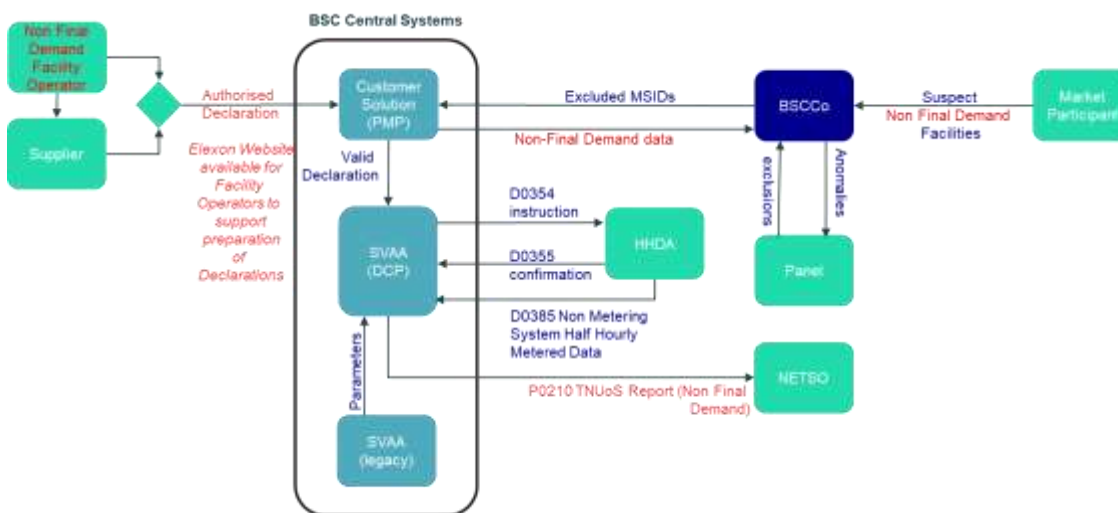 BSC Central Systems
Non Final
Demand
Facility
Operator
Supplier
Authorised
Declaration
Elexon Website
available for
Facility
Operators to
support
preparation
of
Declarations
Customer
Solution
(PMP)
Valid
Declaration
Excluded MSIDs
Non-Final Demand data
BSCCo
Suspect
Non Final Demand
Facilities
Market
Participant
exclusions
Anomalies
Panel
SVAA
(DCP)
D0354
instruction
D0355
confirmation
HHDA
D0385 Non Metering
System Half Hourly
Metered Data
Parameters
SVAA
(legacy)
P0210 TNUoS Report (Non Final
Demand)
NETSO